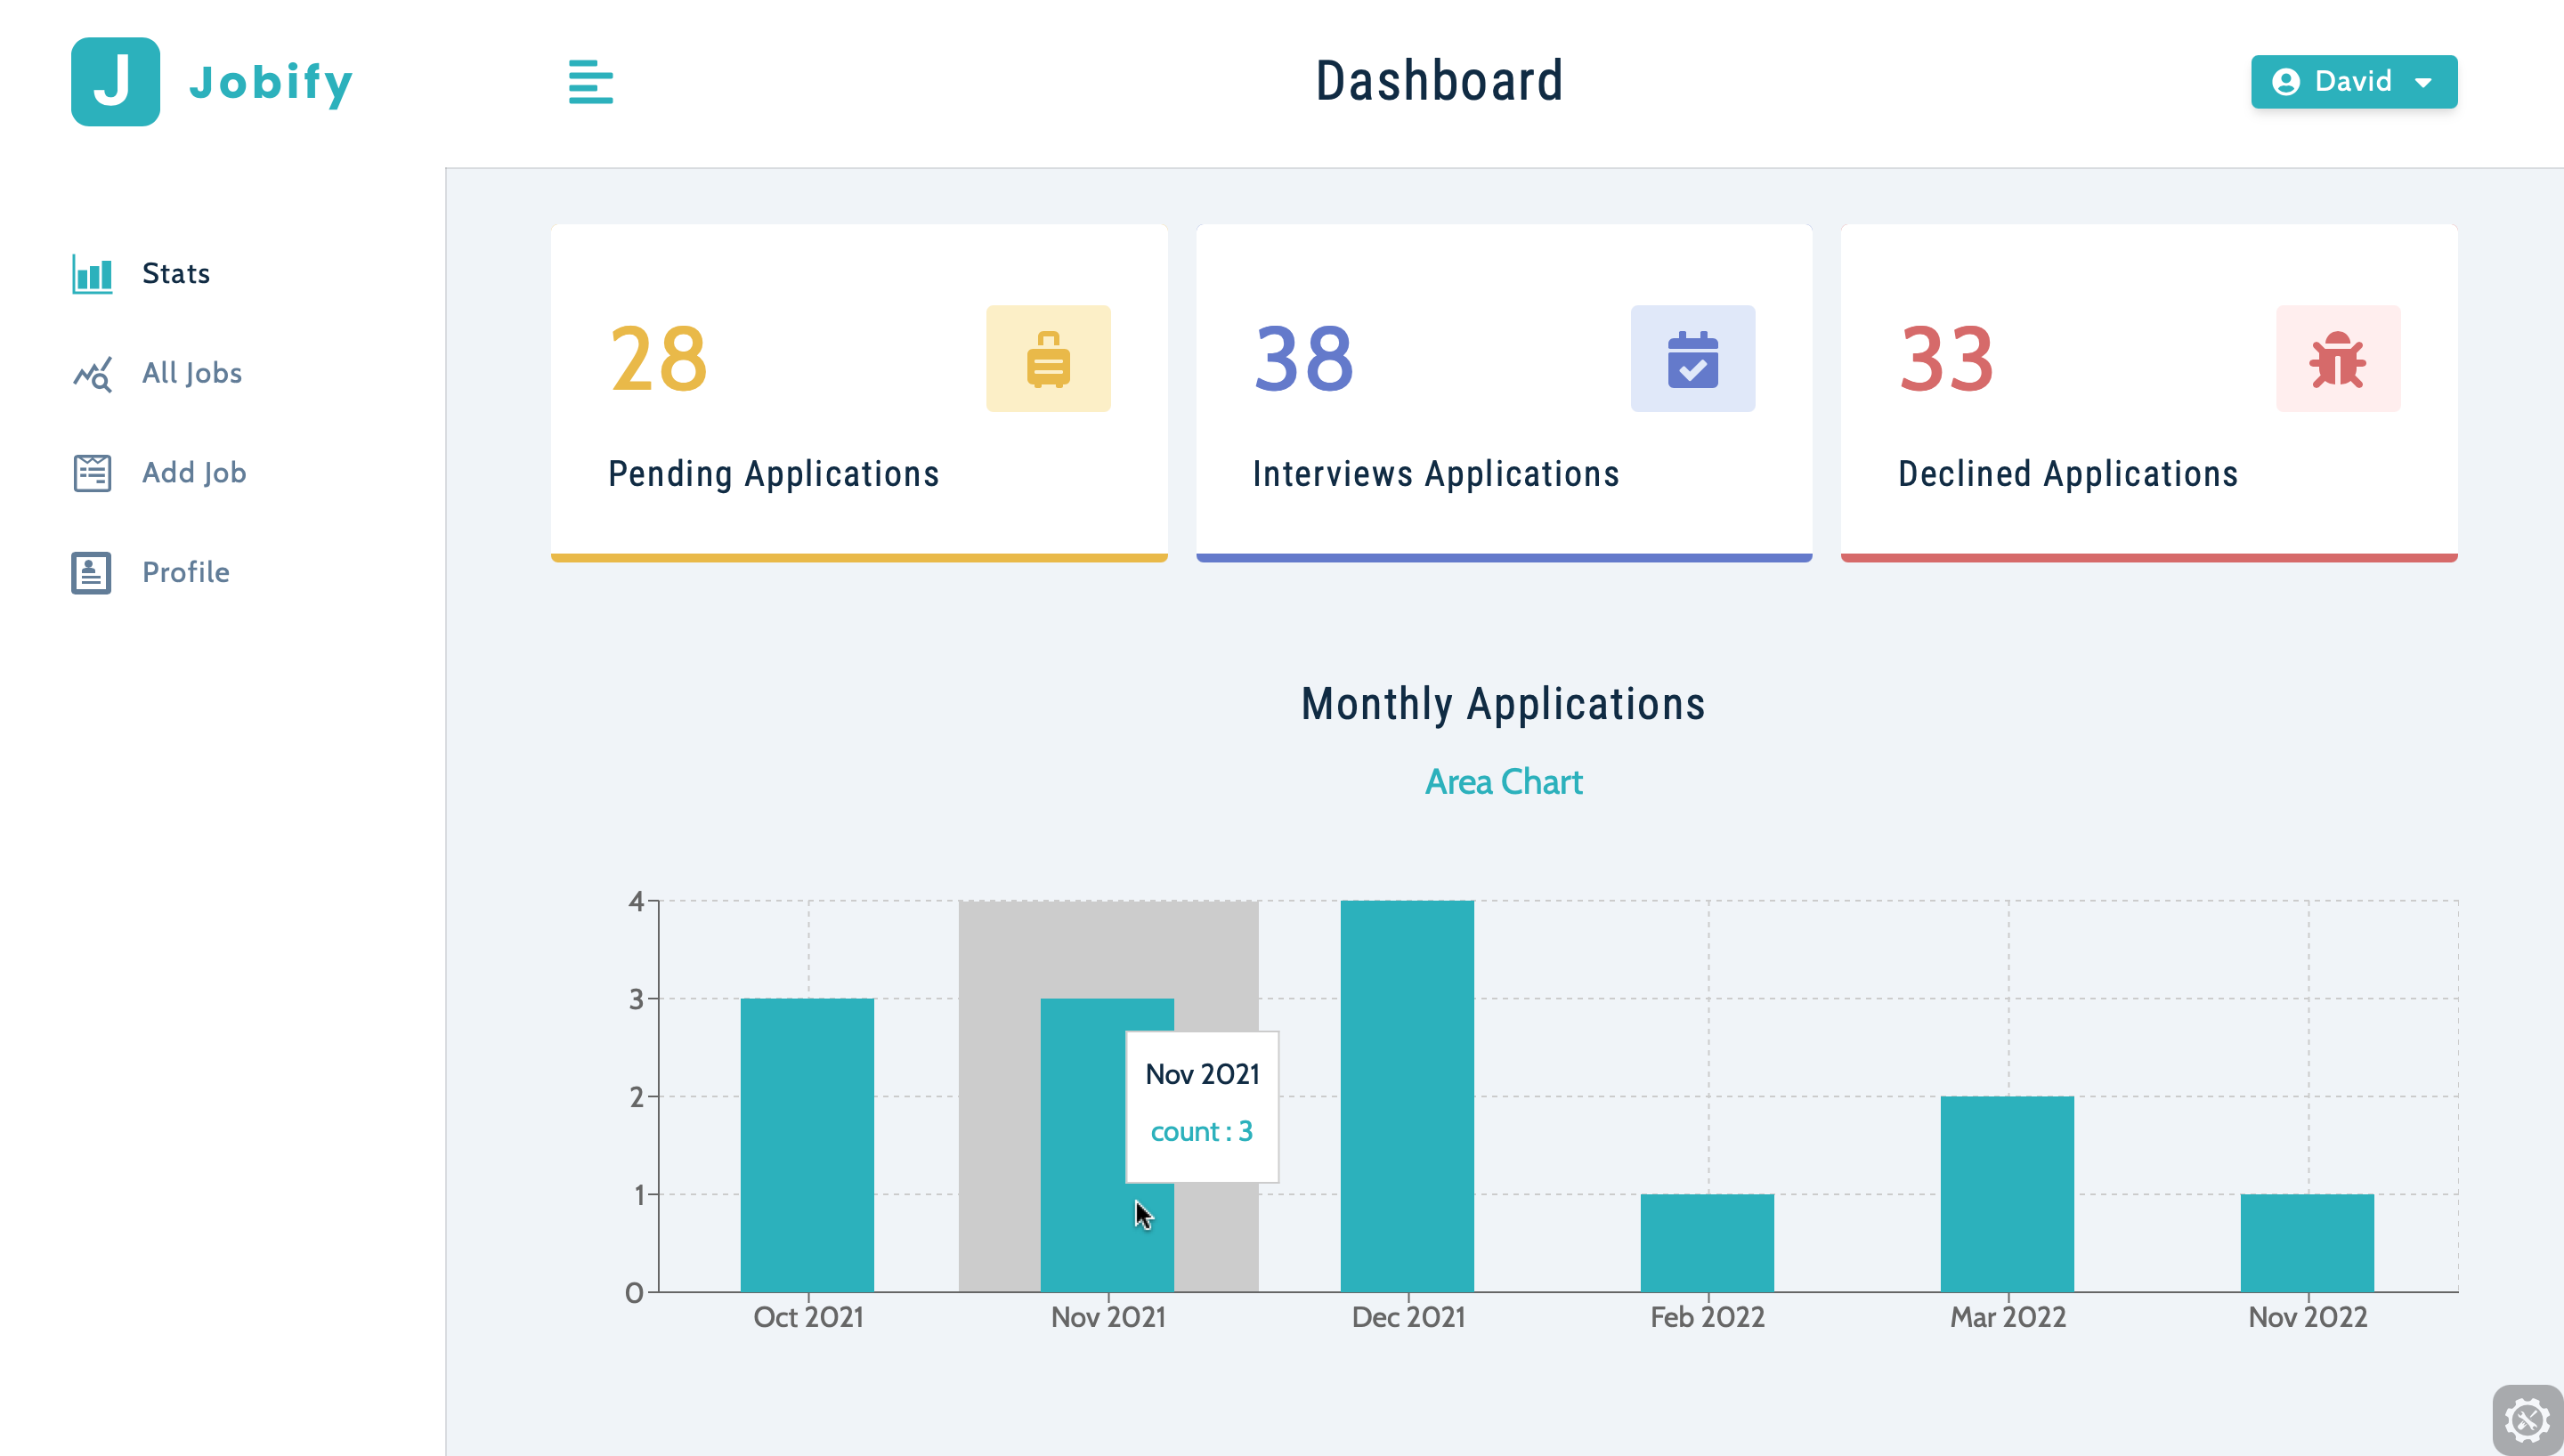 J Jobify
Dashboard
David
Stats
All Jobs
Add Job
Profile
28
Pending Applications
38
Interviews Applications
33
Declined Applications
Monthly Applications
Area Chart
4
3
2
1
0
Nov 2021
count : 3
Oct 2021 Nov 2021 Dec 2021 Feb 2022 Mar 2022 Nov 2022